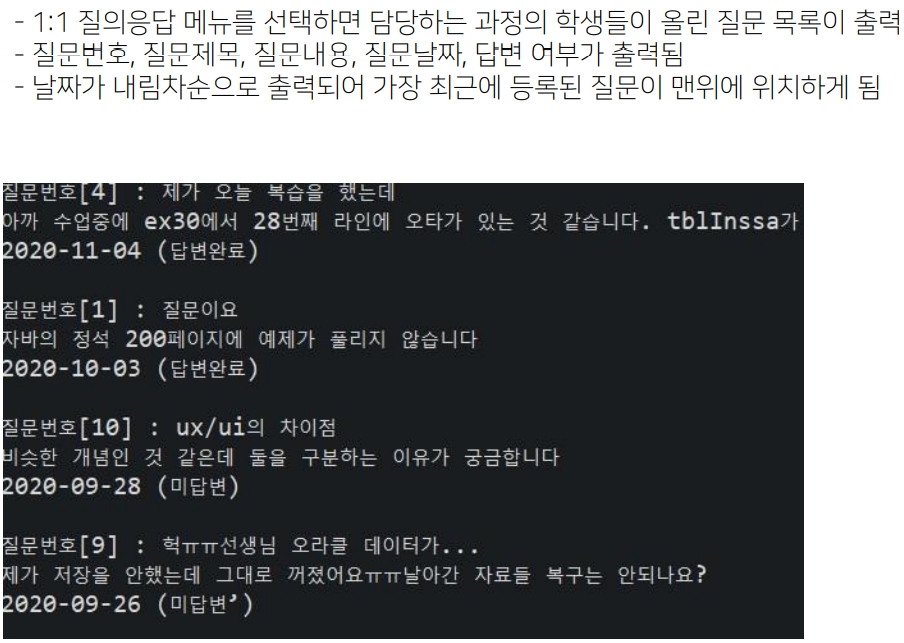 - 1:1 질의응답 메뉴를 선택하면 담당하는 과정의 학생들이 올린 질문 목록이 출력
- 질문번호, 질문제목, 질문내용, 질문날짜, 답변 여부가 출력됨
- 날짜가 내림차순으로 출력되어 가장 최근에 등록된 질문이 맨위에 위치하게 됨
질문번호[4] : 제가 오늘 복습을 했는데
아까 수업중에 ex30에서 28번째 라인에 오타가 있는 것 같습니다. tblInssa가
2020-11-04 (답변완료)
질문번호[1] : 질문이요
자바의 정석 200페이지에 예제가 풀리지 않습니다
2020-10-03 (답변완료)
질문번호[10] : ux/ui의 차이점
비슷한 개념인 것 같은데 둘을 구분하는 이유가 궁금합니다
2020-09-28 (미답변)
질문번호[9] : 헉ㅠㅠ선생님 오라클 데이터가...
제가 저장을 안했는데 그대로 꺼졌어요ㅠㅠ날아간 자료들 복구는 안되나요?
2020-09-26 (미답변’)